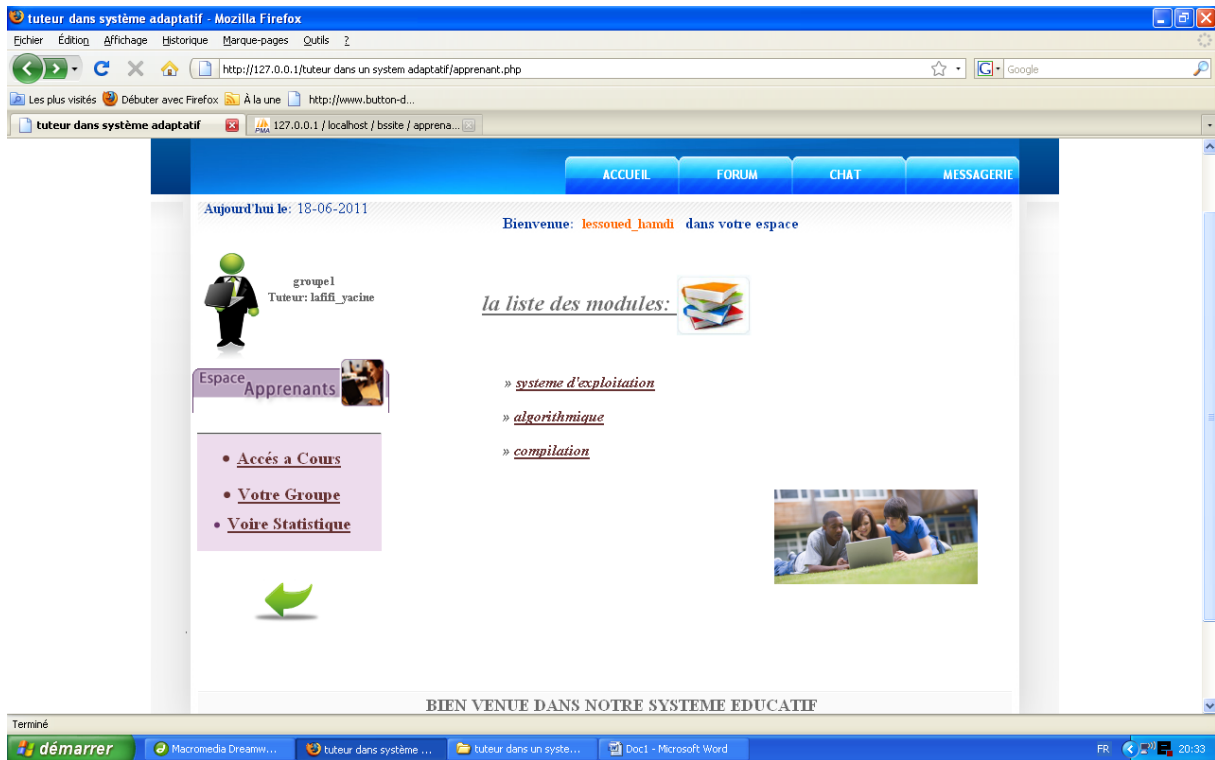 tuteur dans système adaptatif - Mozilla Firefox
Eichier Édition Affichage Historique Marque-pages Outils ?
http://127.0.0.1/tuteur dans un system adaptatif/apprenant.php
Google
Les plus visités Débuter avec Firefox À la une http://www.button-d...
tuteur dans système adaptatif
PMA 127.0.0.1 / localhost / bssite / apprena...
ACCUEIL FORUM CHAT MESSAGERIE
Aujourd'hui le: 18-06-2011
Bienvenue: lessoued_hamdi dans votre espace
groupe1
Tuteur: lafifi_yacine
la liste des modules:
Espace Apprenants
» systeme d'exploitation
» algorithmique
» compilation
• Accés a Cours
• Votre Groupe
• Voire Statistique
BIEN VENUE DANS NOTRE SYSTEME EDUCATIF
Terminé
démarrer Macromedia Dreamw... tuteur dans système ... tuteur dans un syste... Doc1 - Microsoft Word FR 20:33